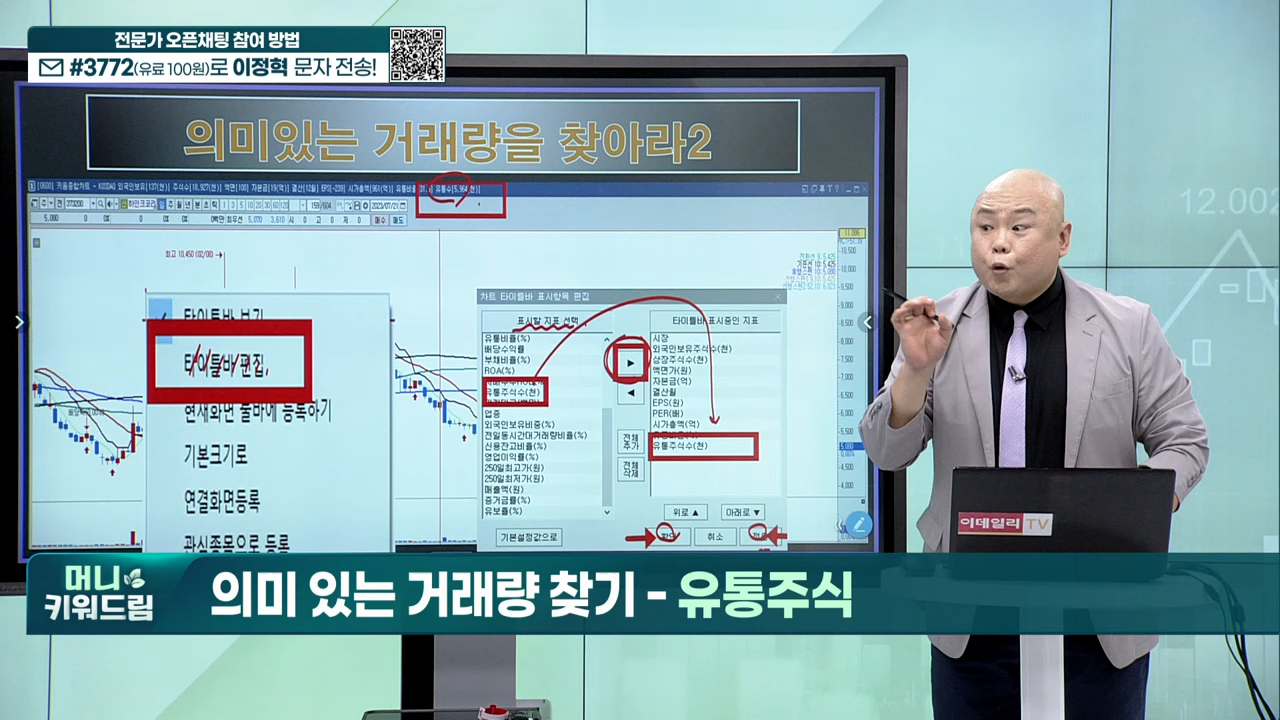 전문가 오픈채팅 참여 방법
#3772(유료 100원)로 이정혁 문자 전송!
의미있는 거래량을 찾아라2
최고 10,450 (02/08)
타이틀바 보기
타이틀바 편집
현재화면 툴바에 등록하기
기본크기로
연결화면등록
관심종목으로 등록
차트 타이틀바 표시항목 편집
표시할 지표 선택
유통비율(%)
배당수익률
부채비율(%)
ROA(%)
유통주식수(천)
업종
외국인보유비중(%)
전일동시간대거래량비율(%)
신용잔고비율(%)
영업이익률(%)
250일최고가(원)
250일최저가(원)
매출액(원)
증거금률(%)
유보율(%)
기본설정값으로
전체
추가
전체
삭제
타이틀바 표시중인 지표
시장
외국인보유주식수(천)
상장주식수(천)
액면가(원)
자본금(억)
결산월
EPS(원)
PER(배)
시가총액(억)
유통주식수(천)
위로 ▲
아래로 ▼
취소
12.002
이데일리 TV
머니
키워드림
의미 있는 거래량 찾기 - 유통주식